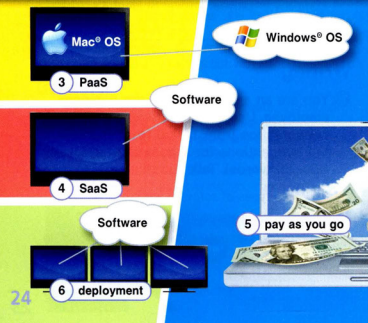 Mac® OS
Windows® OS
3 PaaS
Software
4 SaaS
Software
5 pay as you go
6 deployment
24